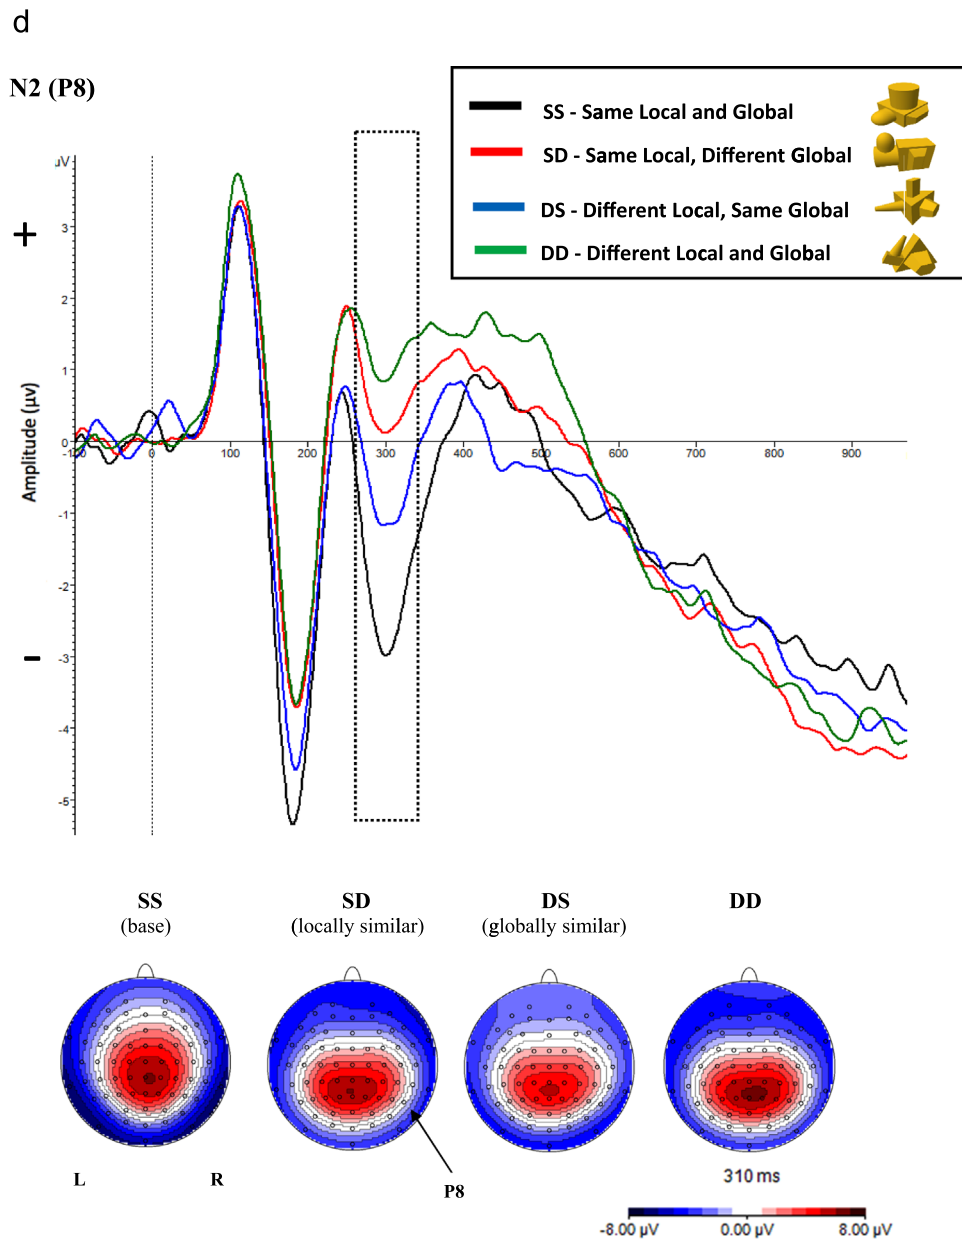 d
N2 (P8)
SS - Same Local and Global
SD - Same Local, Different Global
DS - Different Local, Same Global
DD - Different Local and Global
µV
+
-
Amplitude (µv)
3
2
1
0
-1
-2
-3
-4
-5
0 100 200 300 400 500 600 700 800 900
SS SD DS DD
(base) (locally similar) (globally similar)
L R
P8
310 ms
-8.00 µV 0.00 µV 8.00 µV